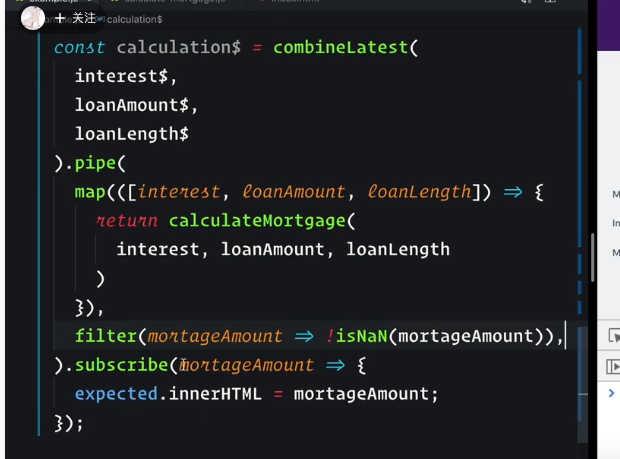 关注
calculation$
const calculation$ = combineLatest(
interest$,
loanAmount$,
loanLength$
).pipe(
map(([interest, loanAmount, loanLength]) => {
return calculateMortgage(
interest, loanAmount, loanLength
)
}),
filter(mortageAmount => !isNaN(mortageAmount)),
).subscribe(mortageAmount => {
expected.innerHTML = mortageAmount;
});